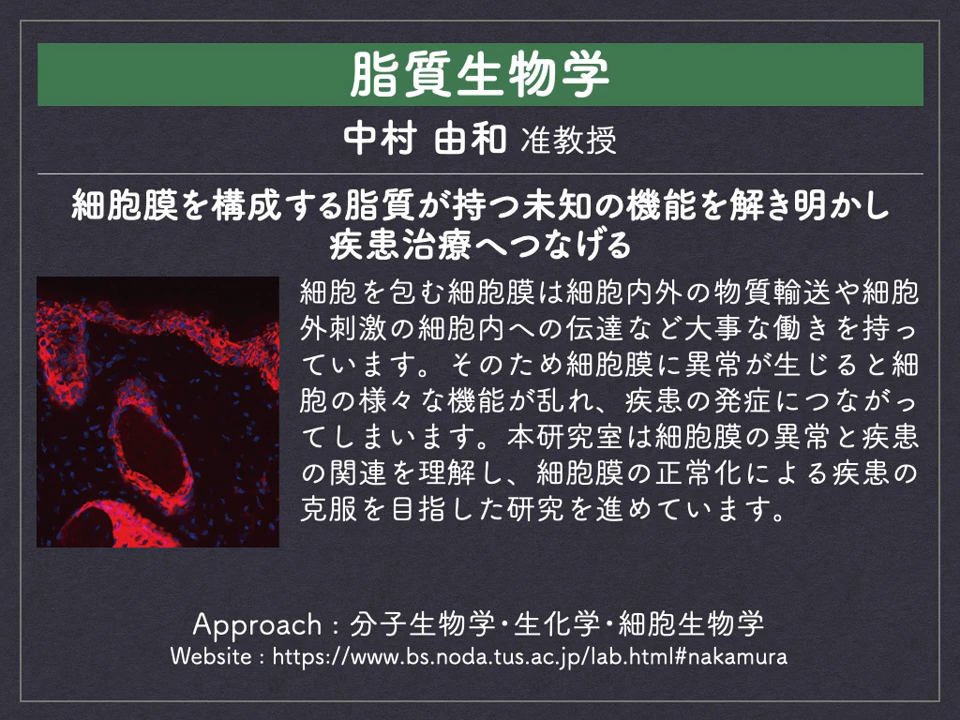 脂質生物学
中村 由和 准教授
細胞膜を構成する脂質が持つ未知の機能を解き明かし
疾患治療へつなげる
細胞を包む細胞膜は細胞内外の物質輸送や細胞
外刺激の細胞内への伝達など大事な働きを持っ
ています。そのため細胞膜に異常が生じると細
胞の様々な機能が乱れ、疾患の発症につながっ
てしまいます。本研究室は細胞膜の異常と疾患
の関連を理解し、細胞膜の正常化による疾患の
克服を目指した研究を進めています。
Approach : 分子生物学・生化学・細胞生物学
Website : https://www.bs.noda.tus.ac.jp/lab.html#nakamura